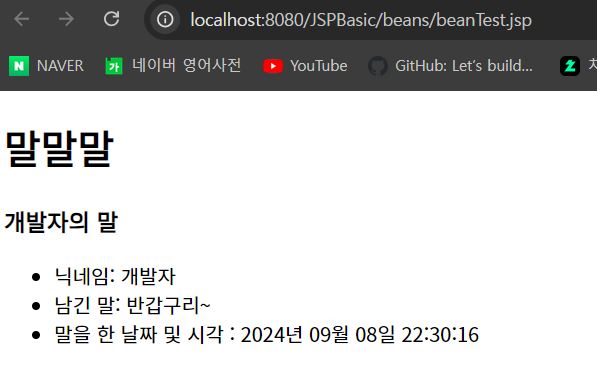 localhost:8080/JSPBasic/beans/beanTest.jsp
N NAVER 가 네이버 영어사전 YouTube GitHub: Let's build... Z 치
말말말
개발자의 말
• 닉네임: 개발자
• 남긴 말: 반갑구리~
• 말을 한 날짜 및 시각 : 2024년 09월 08일 22:30:16